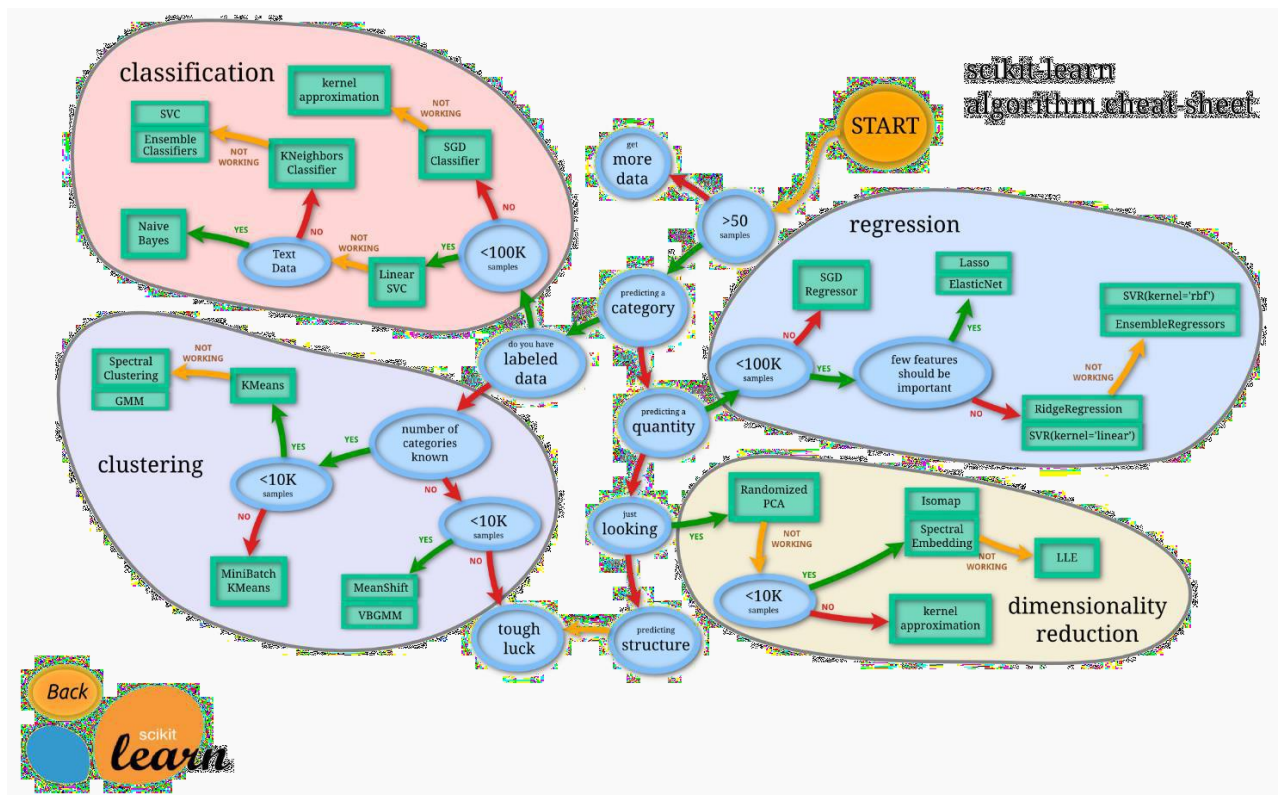 scikit-learn
algorithm cheat-sheet
START
get
more
data
>50
samples
predicting a
category
do you have
labeled
data
predicting a
quantity
just
looking
predicting
structure
tough
luck
classification
kernel
approximation
NOT
WORKING
SVC
Ensemble
Classifiers
NOT
WORKING
KNeighbors
Classifier
SGD
Classifier
NO
Naive
Bayes
YES
NO
Text
Data
NOT
WORKING
Linear
SVC
YES
<100K
samples
regression
SGD
Regressor
Lasso
ElasticNet
SVR(kernel='rbf')
EnsembleRegressors
NO
YES
<100K
samples
YES
few features
should be
important
NOT
WORKING
NO
RidgeRegression
SVR(kernel='linear')
clustering
Spectral
Clustering
GMM
NOT
WORKING
KMeans
YES
number of
categories
known
YES
<10K
samples
NO
NO
<10K
samples
YES
NO
MiniBatch
KMeans
MeanShift
VBGMM
dimensionality
reduction
Randomized
PCA
YES
NOT
WORKING
Isomap
Spectral
Embedding
NOT
WORKING
LLE
YES
<10K
samples
NO
kernel
approximation
Back
scikit
learn